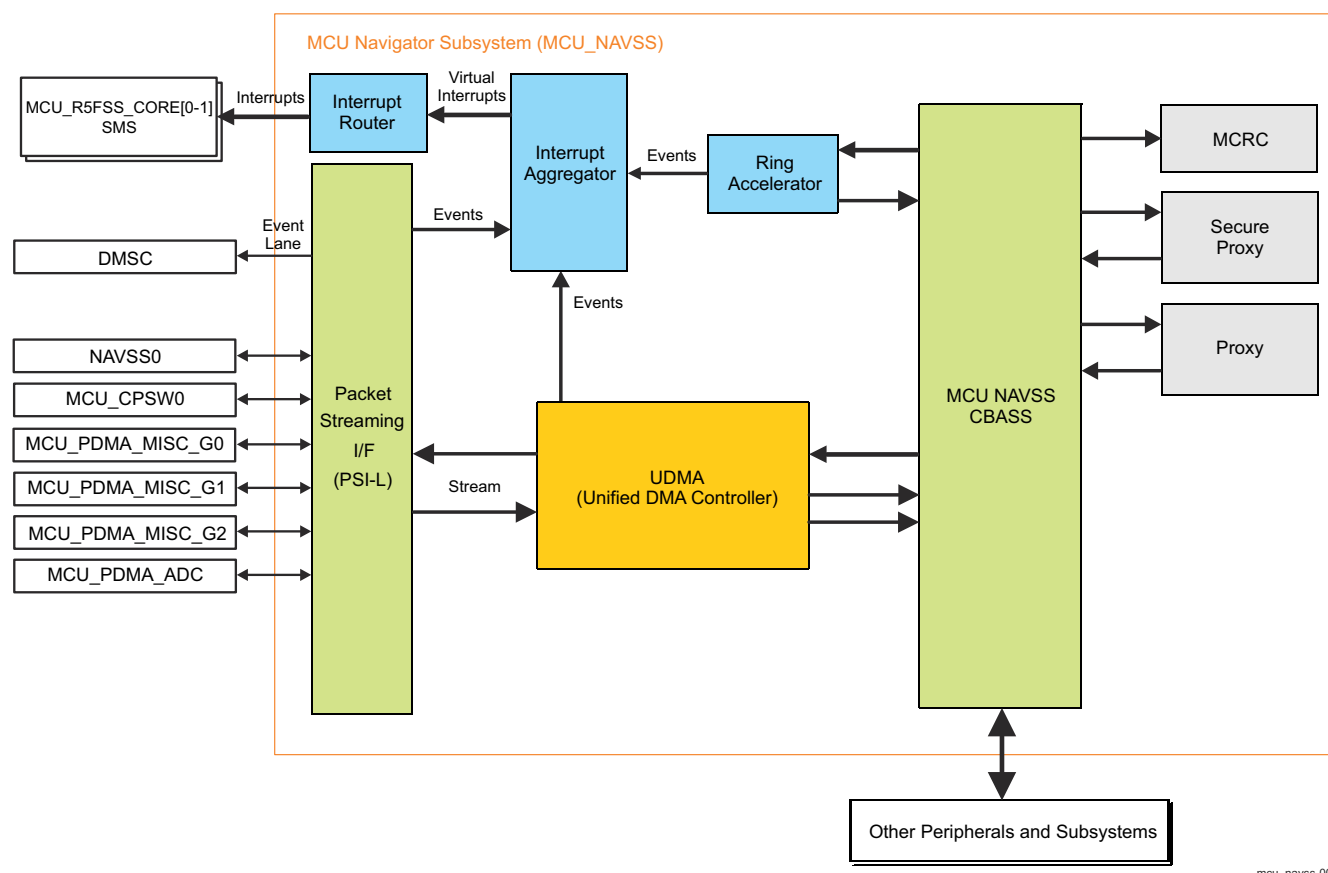 MCU Navigator Subsystem (MCU_NAVSS)
MCU_R5FSS_CORE[0-1]
SMS
Interrupts
Interrupt
Router
Virtual
Interrupts
Interrupt
Aggregator
Events
Ring
Accelerator
MCRC
Events
Event
Lane
DMSC
Secure
Proxy
Events
NAVSS0
MCU_CPSW0
MCU_PDMA_MISC_G0
MCU_PDMA_MISC_G1
MCU_PDMA_MISC_G2
MCU_PDMA_ADC
Packet
Streaming
I/F
(PSI-L)
Stream
UDMA
(Unified DMA Controller)
MCU NAVSS
CBASS
Proxy
Other Peripherals and Subsystems